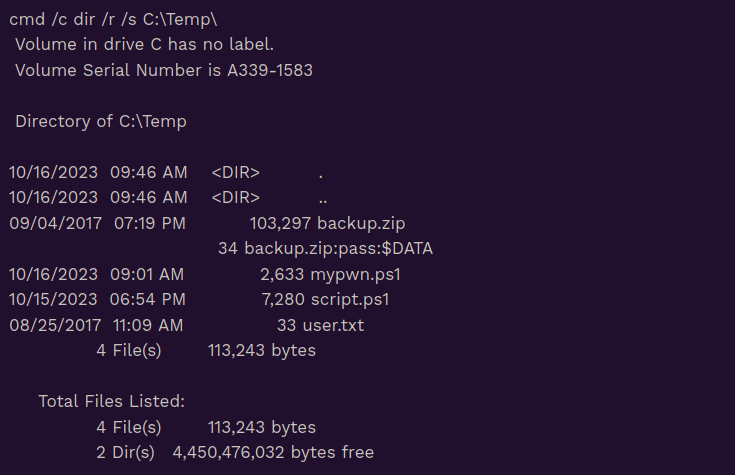 cmd /c dir /r /s C:\Temp\
Volume in drive C has no label.
Volume Serial Number is A339-1583
Directory of C:\Temp
10/16/2023 09:46 AM <DIR> .
10/16/2023 09:46 AM <DIR> ..
09/04/2017 07:19 PM 103,297 backup.zip
34 backup.zip:pass:$DATA
10/16/2023 09:01 AM 2,633 mypwn.ps1
10/15/2023 06:54 PM 7,280 script.ps1
08/25/2017 11:09 AM 33 user.txt
4 File(s) 113,243 bytes
Total Files Listed:
4 File(s) 113,243 bytes
2 Dir(s) 4,450,476,032 bytes free